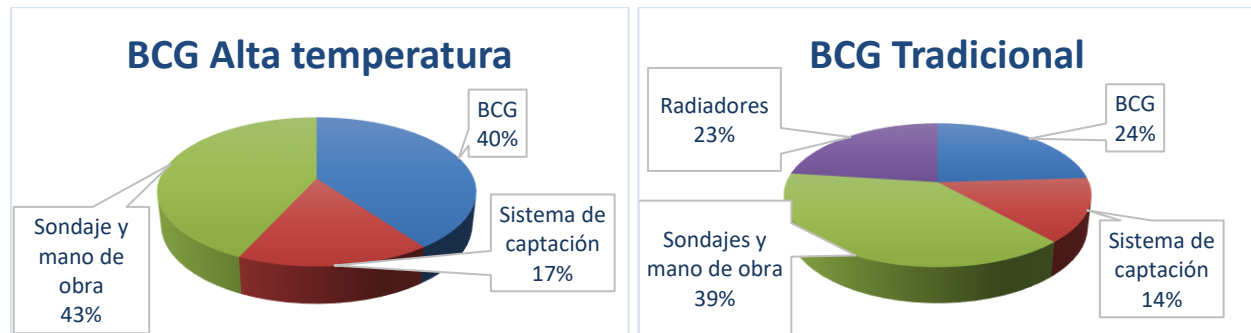 BCG Alta temperatura
BCG
40%
Sistema de
captación
17%
Sondaje y
mano de
obra
43%
BCG Tradicional
Radiadores
23%
BCG
24%
Sondajes y
mano de obra
39%
Sistema de
captación
14%